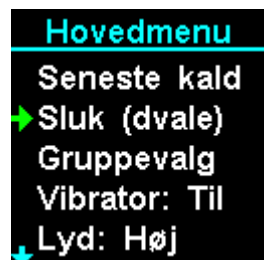 Hovedmenu
Seneste kald
Sluk (dvale)
Gruppevalg
Vibrator: Til
Lyd: Høj